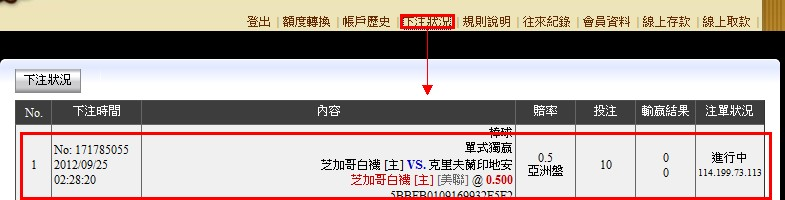 登出 | 額度轉換 | 帳戶歷史 | 下注狀況 | 規則說明 | 往來紀錄 | 會員資料 | 線上存款 | 線上取款 |
下注狀況
No. 下注時間 內容 賠率 投注 輸贏結果 注單狀況
1
No: 171785055
2012/09/25
02:28:20
棒球
單式獨贏
芝加哥白襪 [主] VS. 克里夫蘭印地安
芝加哥白襪 [主] [美聯] @ 0.500
0.5
亞洲盤
10
0
0
進行中
114.199.73.113